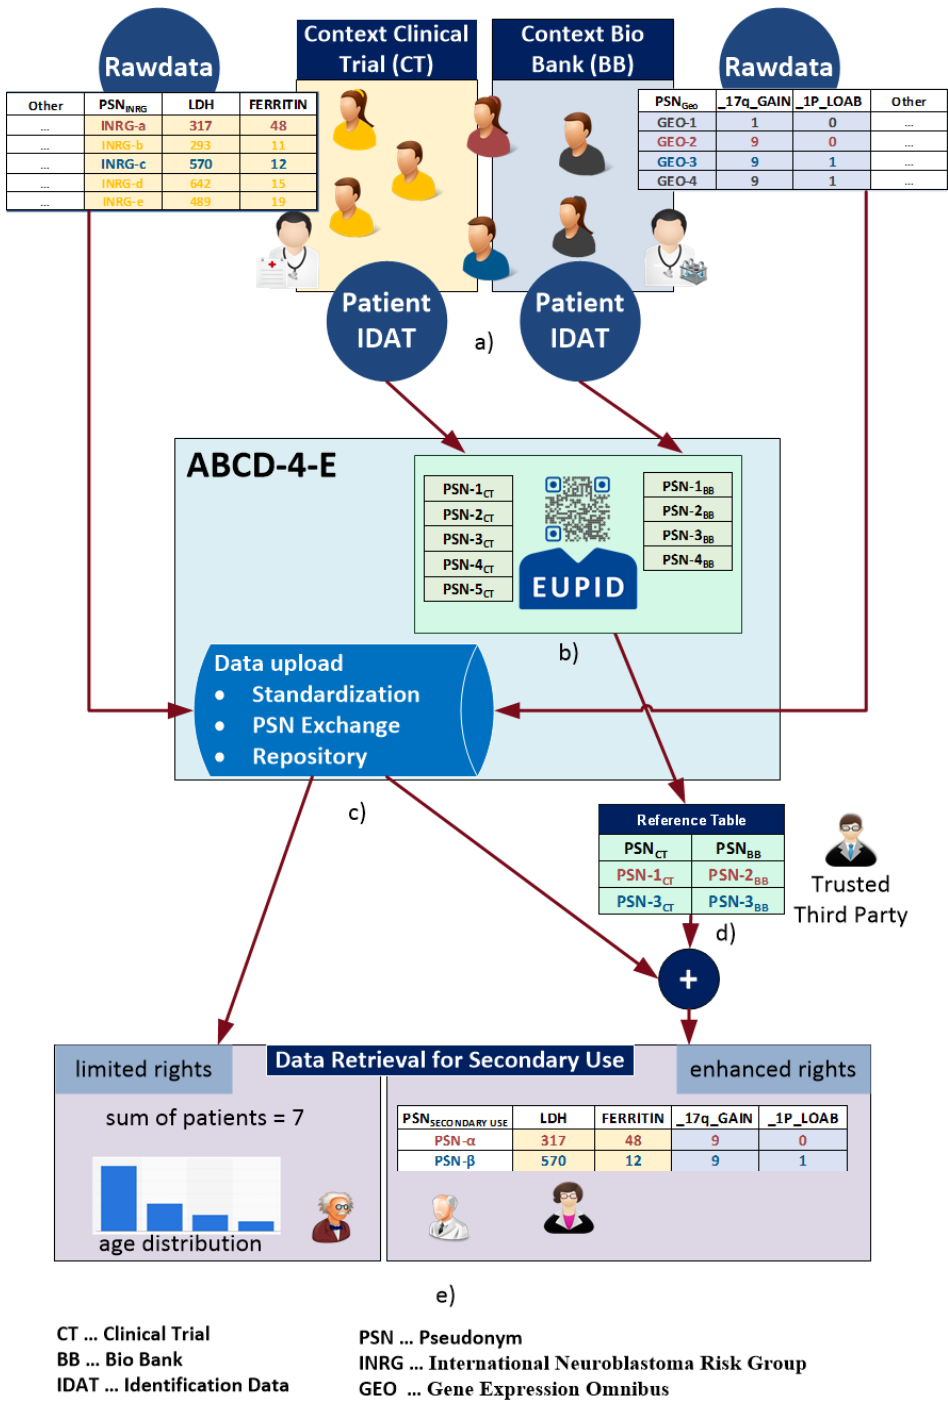 Rawdata
Context Clinical
Trial (CT)
Context Bio
Bank (BB)
Rawdata
Other PSN INRG LDH FERRITIN
... INRG-a 317 48
... INRG-b 293 11
... INRG-c 570 12
... INRG-d 642 15
... INRG-e 489 19
PSN Geo _17q_GAIN _1P_LOAB Other
GEO-1 1 0 ...
GEO-2 9 0 ...
GEO-3 9 1 ...
GEO-4 9 1 ...
Patient
IDAT
Patient
IDAT
a)
ABCD-4-E
PSN-1CT
PSN-2CT
PSN-3CT
PSN-4CT
PSN-5CT
EUPID
PSN-1BB
PSN-2BB
PSN-3BB
PSN-4BB
b)
Data upload
● Standardization
● PSN Exchange
● Repository
c)
Reference Table
PSNCT PSNBB
PSN-1CT PSN-2BB
PSN-3CT PSN-3BB
Trusted
Third Party
d)
+
Data Retrieval for Secondary Use
limited rights
enhanced rights
sum of patients = 7
age distribution
PSN SECONDARY USE LDH FERRITIN _17q_GAIN _1P_LOAB
PSN-α 317 48 9 0
PSN-β 570 12 9 1
e)
CT ... Clinical Trial
BB ... Bio Bank
IDAT ... Identification Data
PSN ... Pseudonym
INRG ... International Neuroblastoma Risk Group
GEO ... Gene Expression Omnibus